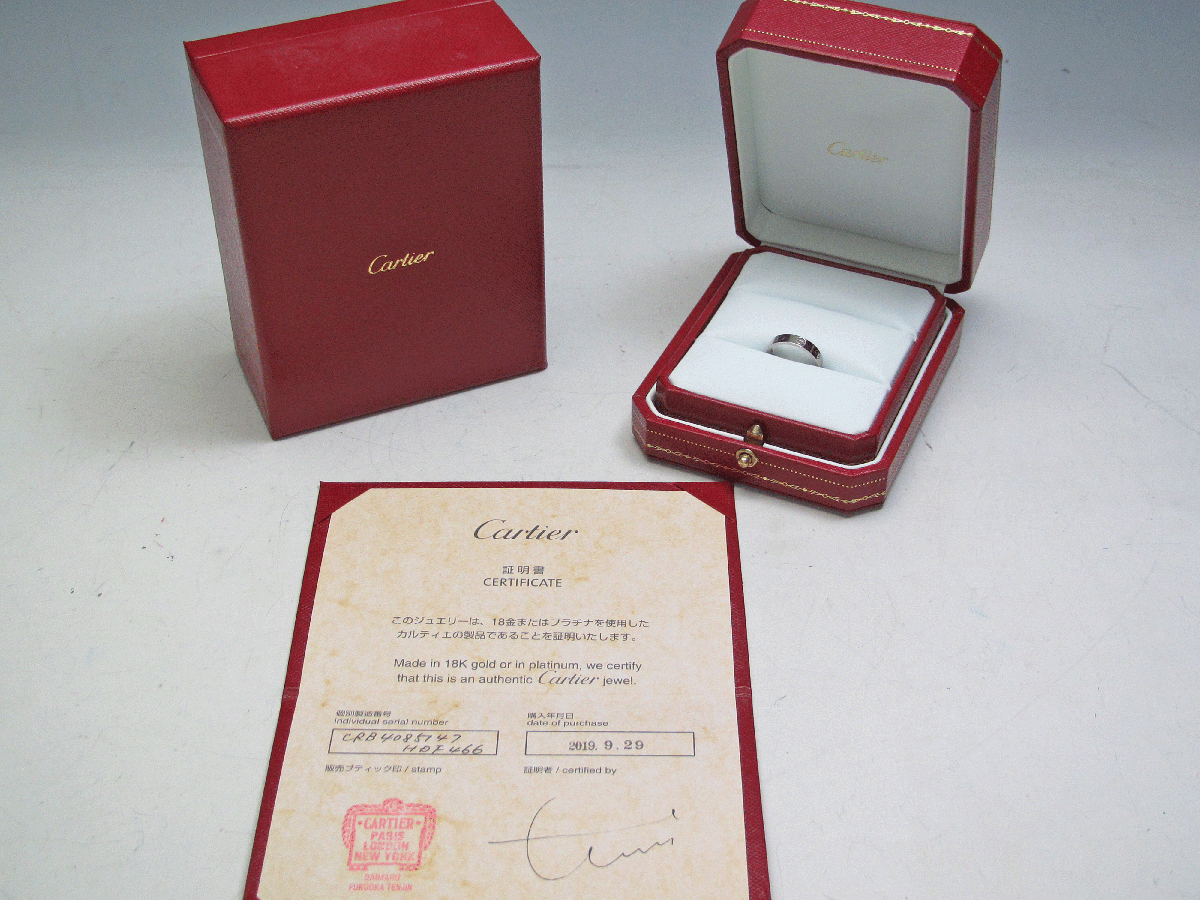 Cartier
Cartier
Cartier
証明書
CERTIFICATE
このジュエリーは、18金またはプラチナを使用した
カルティエの製品であることを証明いたします。
Made in 18K gold or in platinum, we certify
that this is an authentic Cartier jewel.
個別製造番号
individual serial number
CRB4085747
HDF466
購入年月日
date of purchase
2019. 9. 29
販売ブティック印 / stamp
証明者 / certified by
CARTIER
PARIS
LONDON
NEW YORK
DAIMARU
FUKUOKA TENJIN